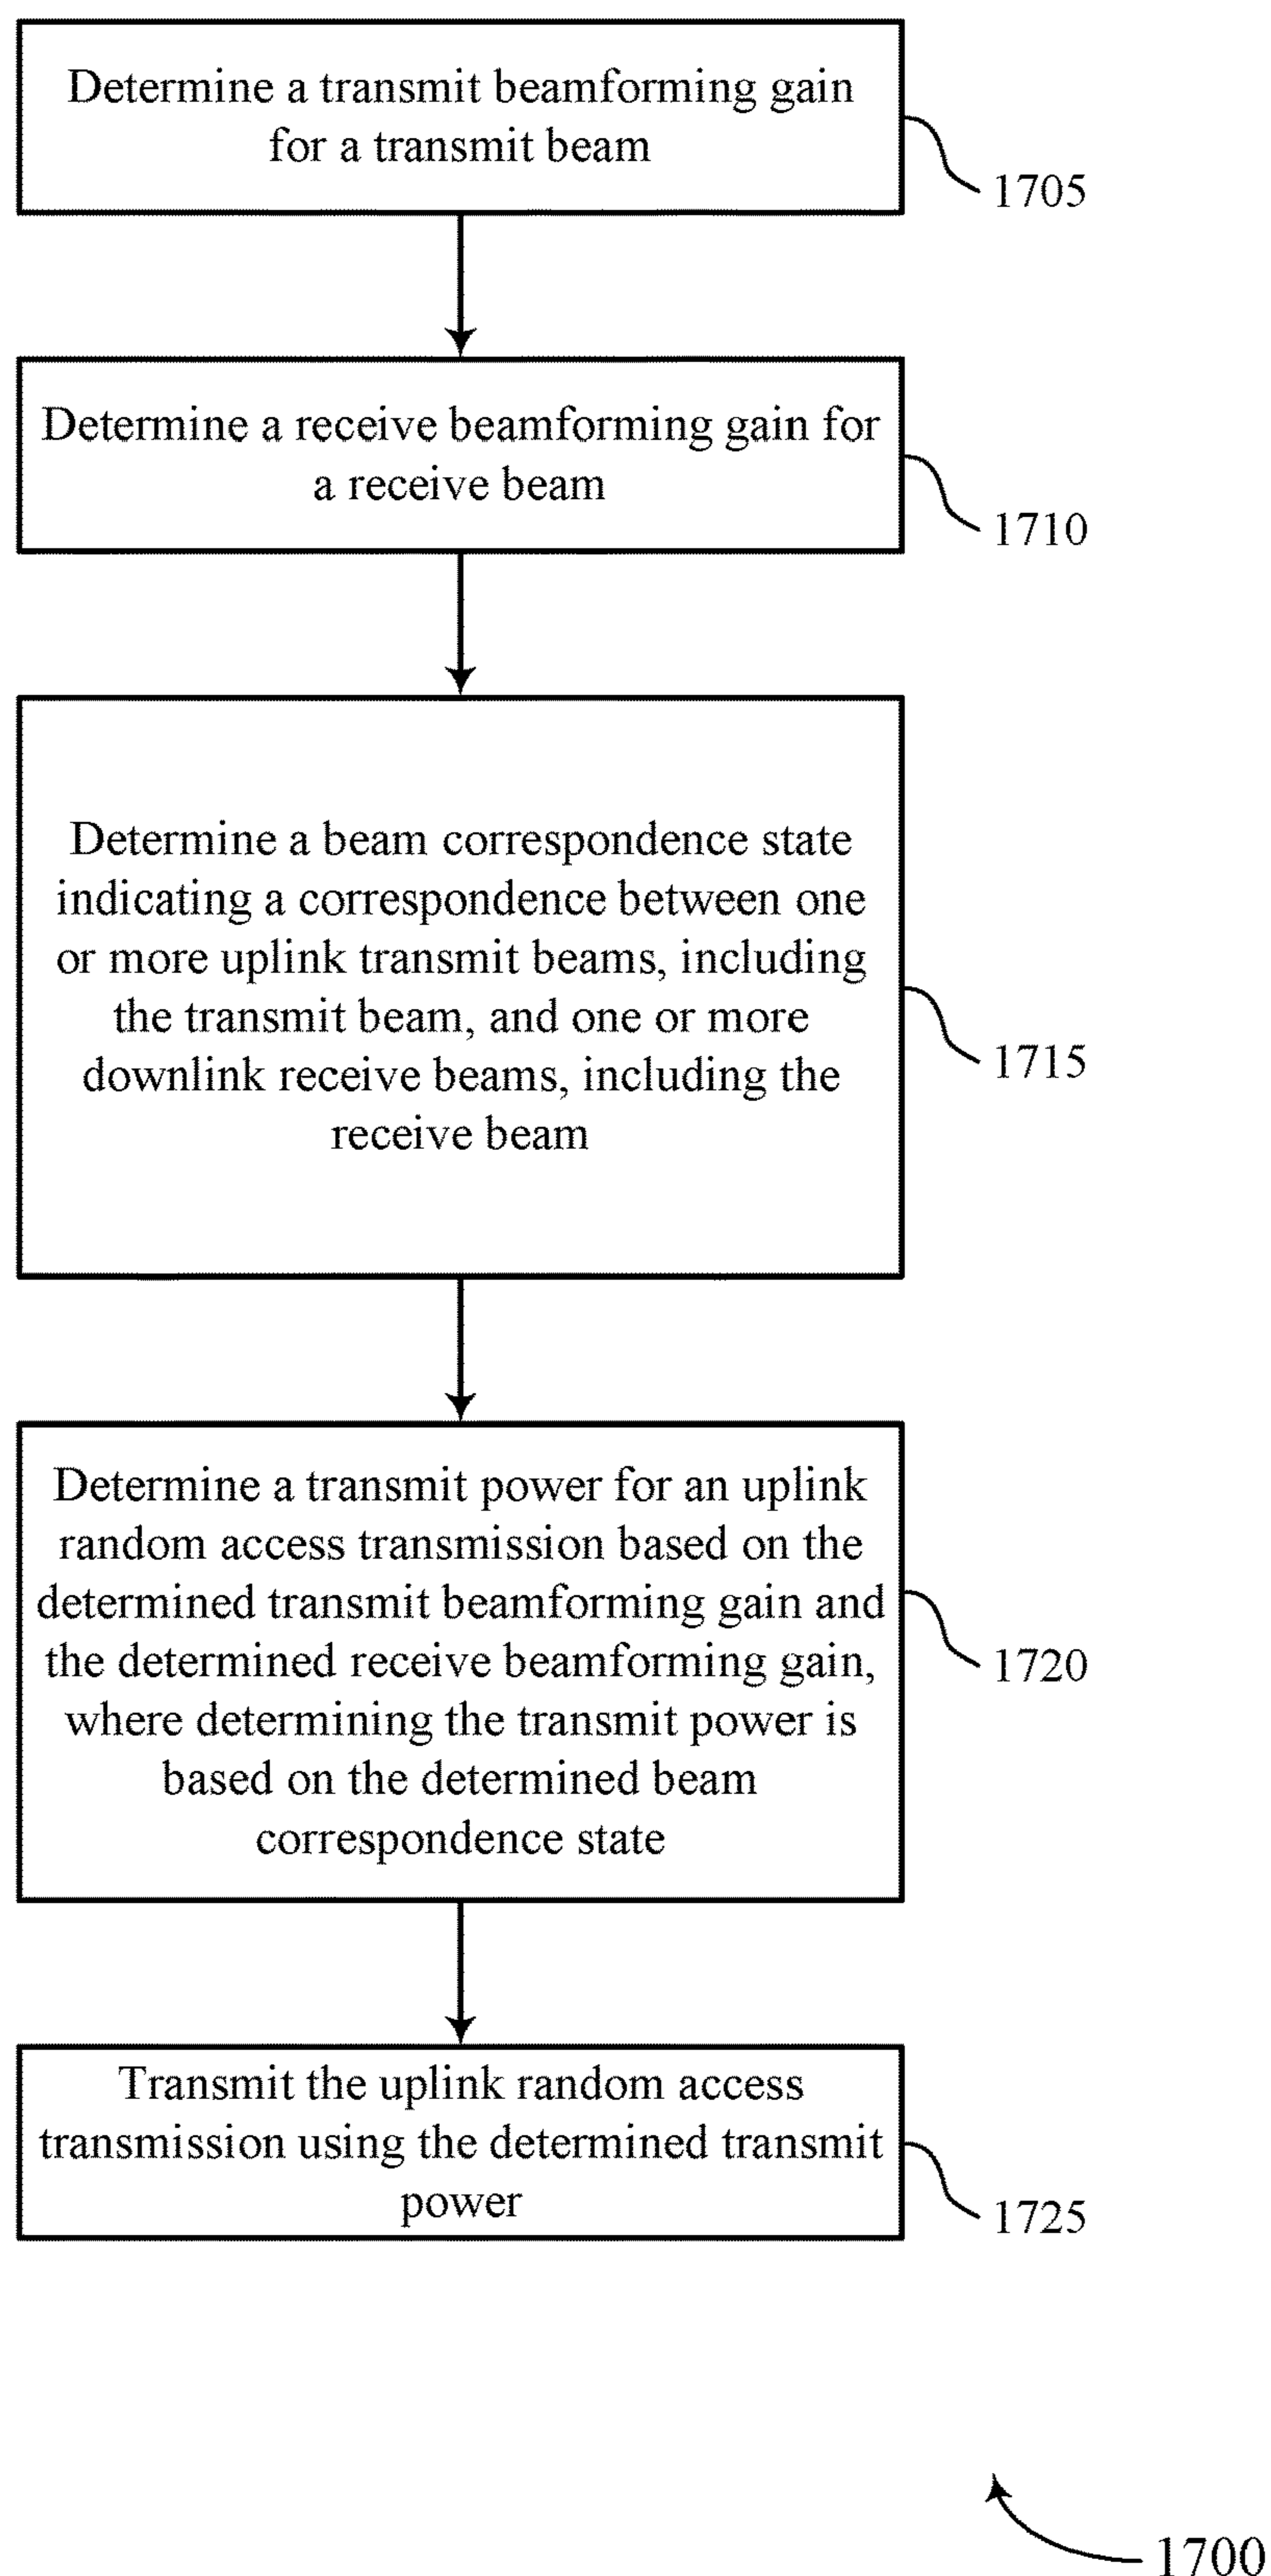 Determine a transmit beamforming gain
for a transmit beam
1705
Determine a receive beamforming gain for
a receive beam
1710
Determine a beam correspondence state
indicating a correspondence between one
or more uplink transmit beams, including
the transmit beam, and one or more
downlink receive beams, including the
receive beam
1715
Determine a transmit power for an uplink
random access transmission based on the
determined transmit beamforming gain and
the determined receive beamforming gain,
where determining the transmit power is
based on the determined beam
correspondence state
1720
Transmit the uplink random access
transmission using the determined transmit
power
1725
1700